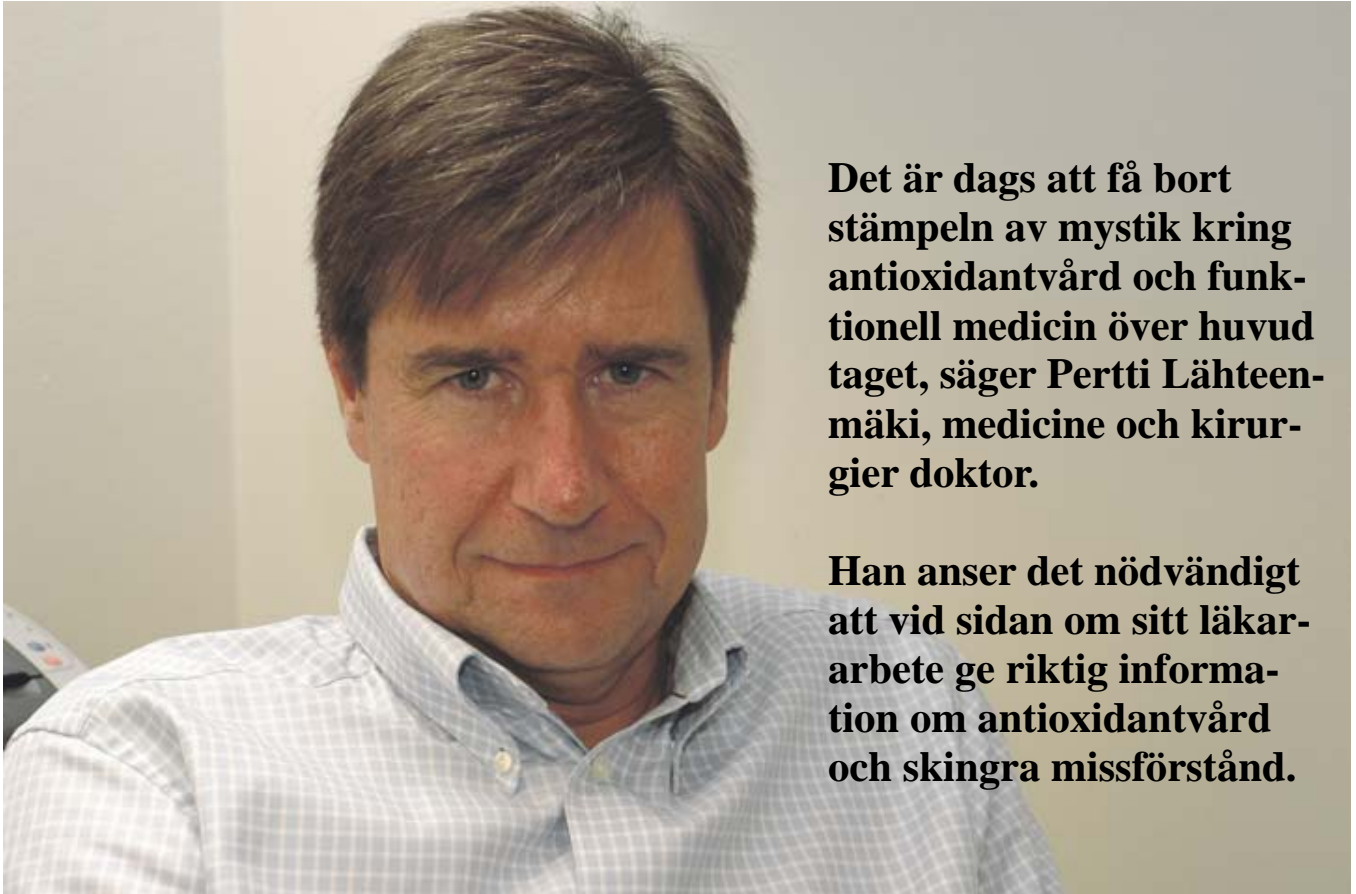 Det är dags att få bort
stämpeln av mystik kring
antioxidantvård och funk-
tionell medicin över huvud
taget, säger Pertti Lähteen-
mäki, medicine och kirur-
gier doktor.
Han anser det nödvändigt
att vid sidan om sitt läkar-
arbete ge riktig informa-
tion om antioxidantvård
och skingra missförstånd.